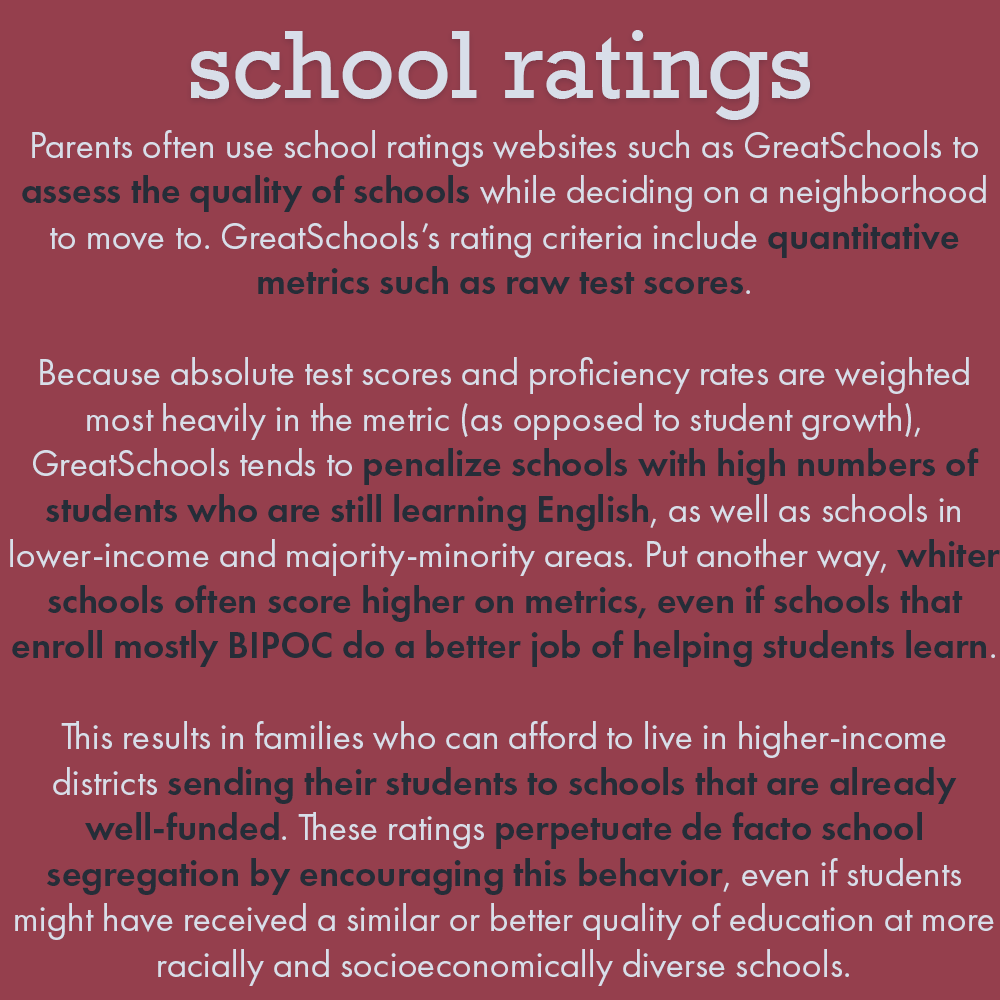 school ratings
Parents often use school ratings websites such as GreatSchools to
assess the quality of schools while deciding on a neighborhood
to move to. GreatSchools’s rating criteria include quantitative
metrics such as raw test scores.
Because absolute test scores and proficiency rates are weighted
most heavily in the metric (as opposed to student growth),
GreatSchools tends to penalize schools with high numbers of
students who are still learning English, as well as schools in
lower-income and majority-minority areas. Put another way, whiter
schools often score higher on metrics, even if schools that
enroll mostly BIPOC do a better job of helping students learn.
This results in families who can afford to live in higher-income
districts sending their students to schools that are already
well-funded. These ratings perpetuate de facto school
segregation by encouraging this behavior, even if students
might have received a similar or better quality of education at more
racially and socioeconomically diverse schools.